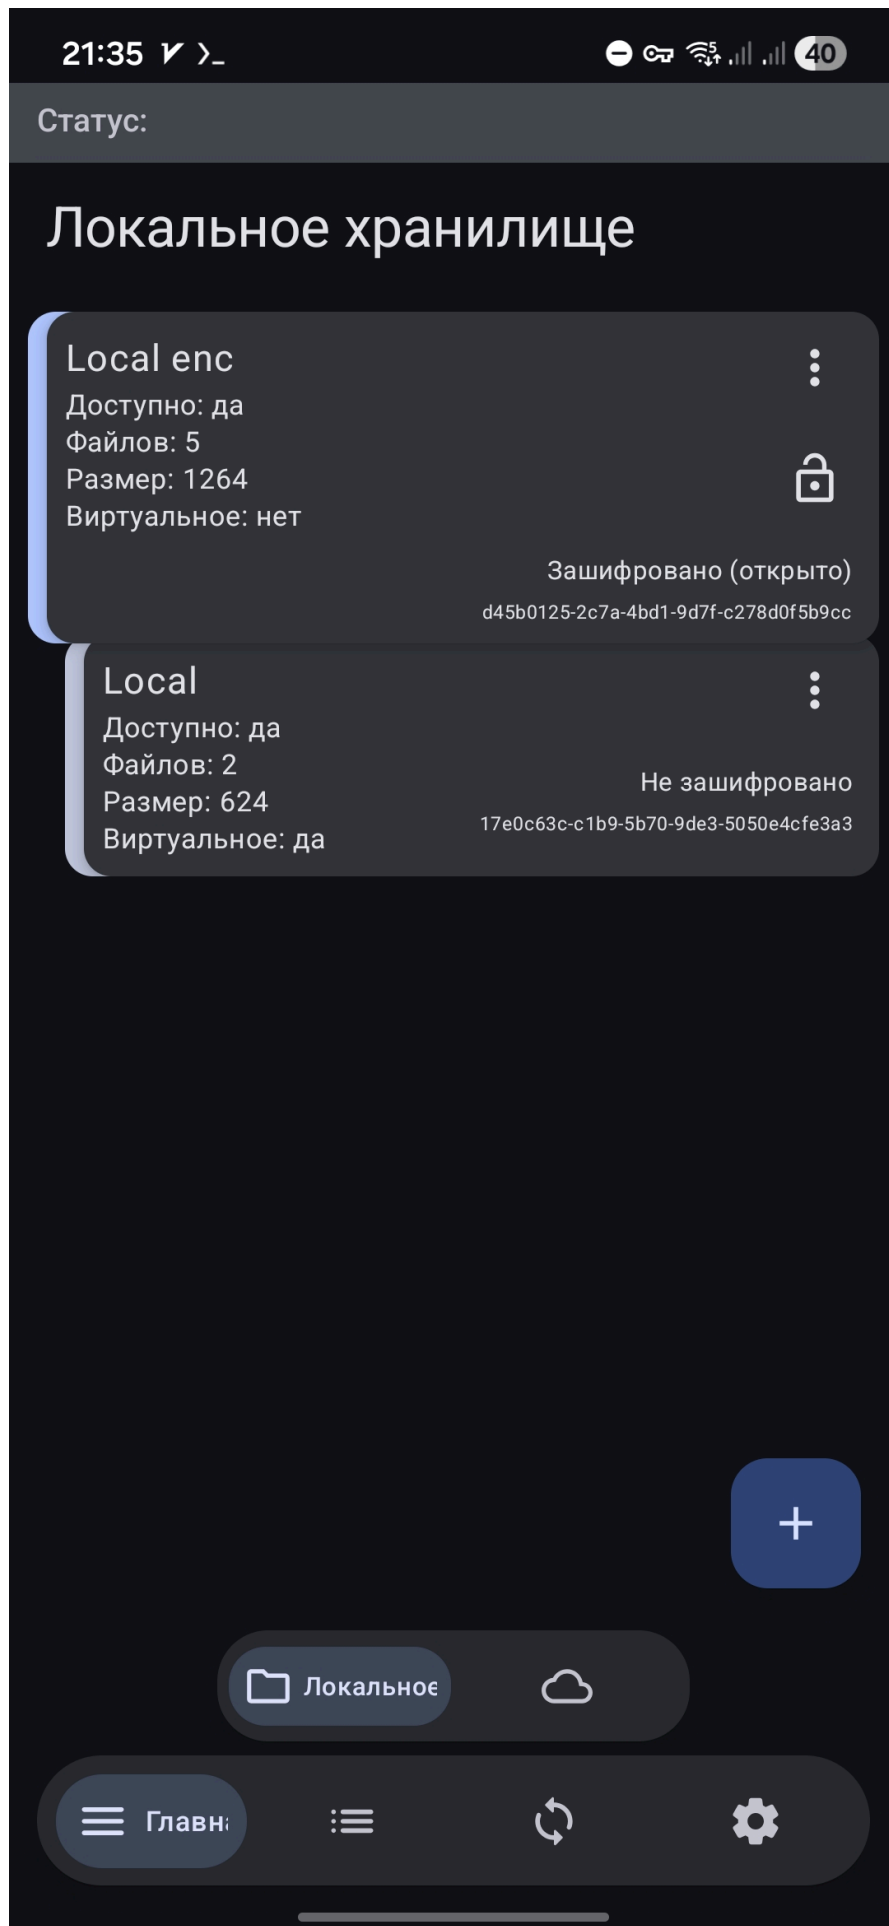 21:35
40
Статус:
Локальное хранилище
Local enc
Доступно: да
Файлов: 5
Размер: 1264
Виртуальное: нет
Зашифровано (открыто)
d45b0125-2c7a-4bd1-9d7f-c278d0f5b9cc
Local
Доступно: да
Файлов: 2
Размер: 624
Виртуальное: да
Не зашифровано
17e0c63c-c1b9-5b70-9de3-5050e4cfe3a3
Локальное
Главн